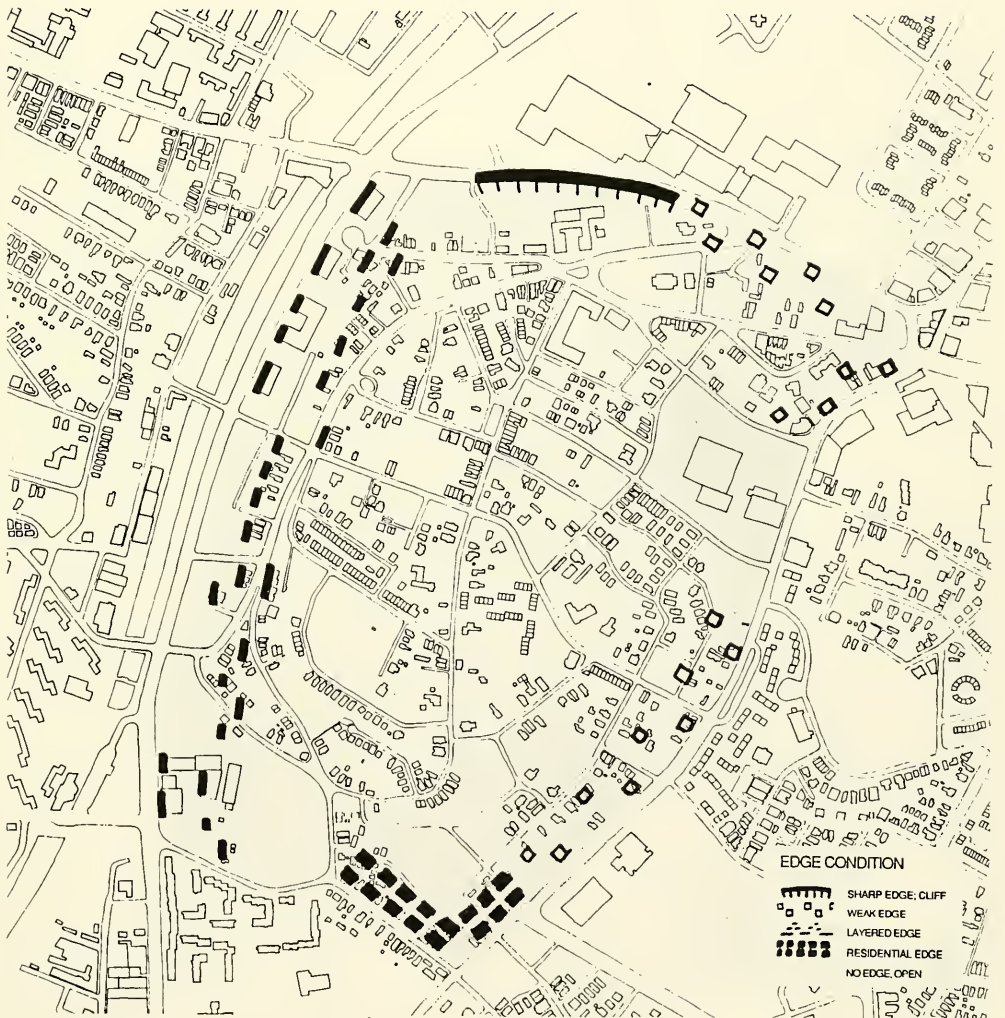 EDGE CONDITION
SHARP EDGE; CLIFF
WEAK EDGE
LAYERED EDGE
RESIDENTIAL EDGE
NO EDGE, OPEN